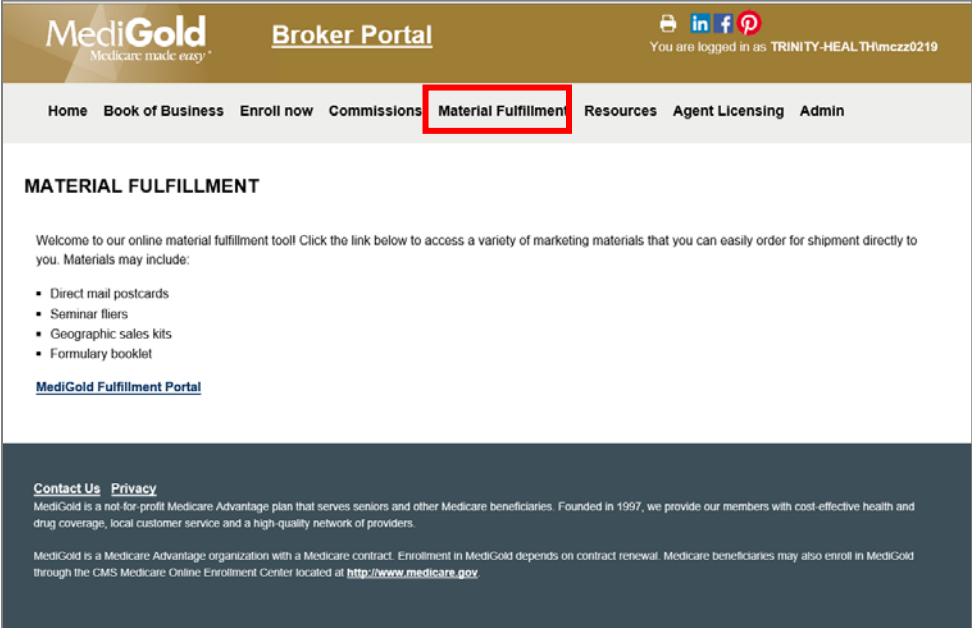 MediGold
Medicare made easy®
Broker Portal
in f
You are logged in as TRINITY-HEALTH\mczz0219
Home Book of Business Enroll now Commissions Material Fulfillment Resources Agent Licensing Admin
MATERIAL FULFILLMENT
Welcome to our online material fulfillment tool! Click the link below to access a variety of marketing materials that you can easily order for shipment directly to
you. Materials may include:
▪ Direct mail postcards
▪ Seminar fliers
▪ Geographic sales kits
▪ Formulary booklet
MediGold Fulfillment Portal
Contact Us Privacy
MediGold is a not-for-profit Medicare Advantage plan that serves seniors and other Medicare beneficiaries. Founded in 1997, we provide our members with cost-effective health and
drug coverage, local customer service and a high-quality network of providers.
MediGold is a Medicare Advantage organization with a Medicare contract. Enrollment in MediGold depends on contract renewal. Medicare beneficiaries may also enroll in MediGold
through the CMS Medicare Online Enrollment Center located at http://www.medicare.gov.